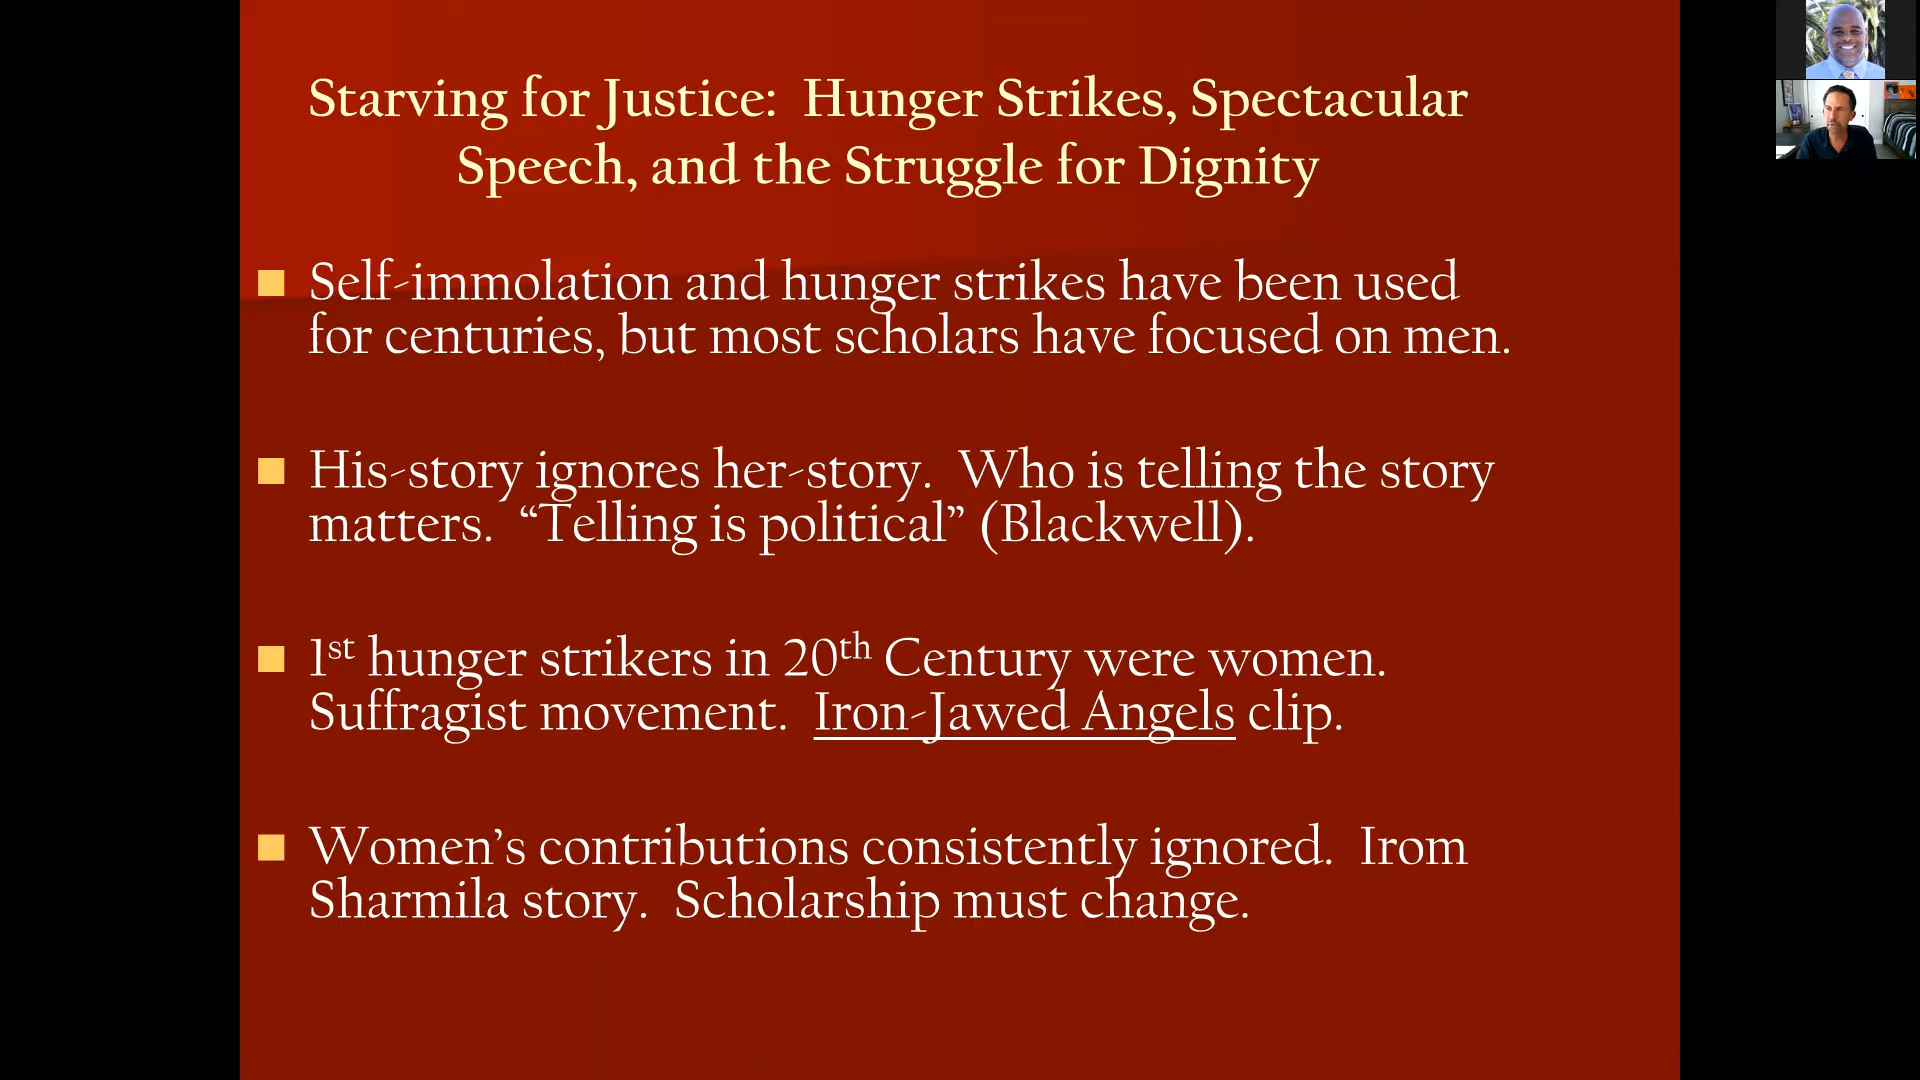 Starving for Justice: Hunger Strikes, Spectacular
Speech, and the Struggle for Dignity
Self-immolation and hunger strikes have been used
for centuries, but most scholars have focused on men.
His-story ignores her-story. Who is telling the story
matters. “Telling is political” (Blackwell).
1st hunger strikers in 20th Century were women.
Suffragist movement. Iron-Jawed Angels clip.
Women’s contributions consistently ignored. Irom
Sharmila story. Scholarship must change.